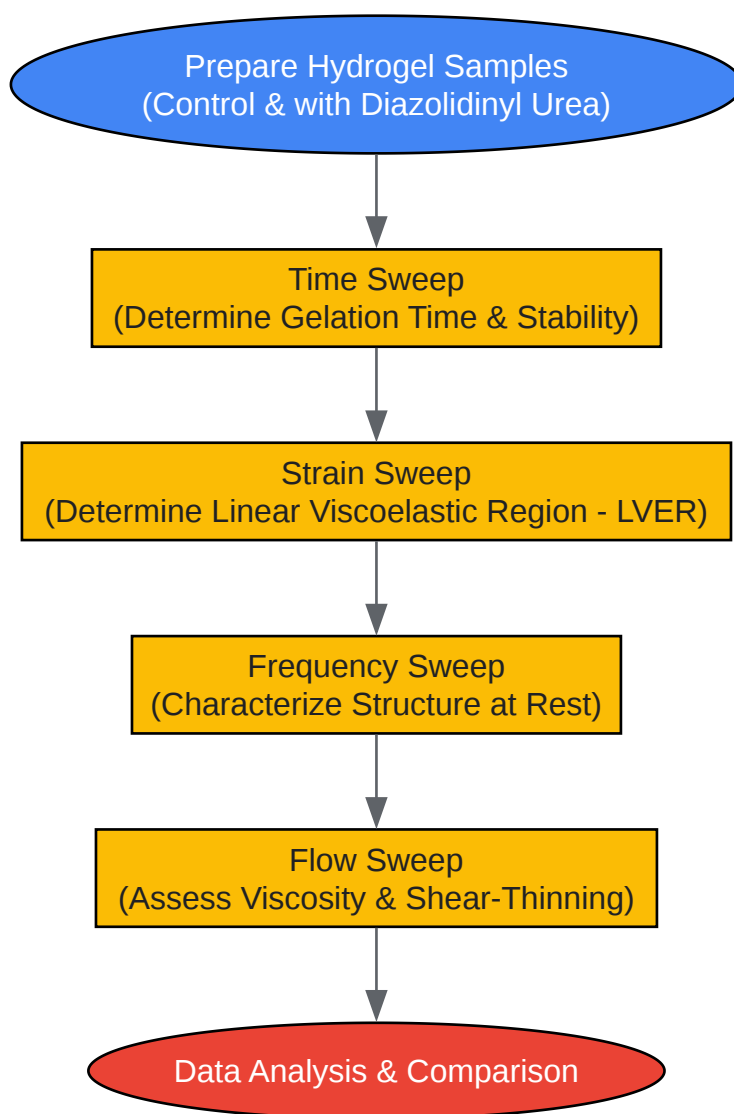 Prepare Hydrogel Samples
(Control & with Diazolidinyl Urea)
Time Sweep
(Determine Gelation Time & Stability)
Strain Sweep
(Determine Linear Viscoelastic Region - LVER)
Frequency Sweep
(Characterize Structure at Rest)
Flow Sweep
(Assess Viscosity & Shear-Thinning)
Data Analysis & Comparison